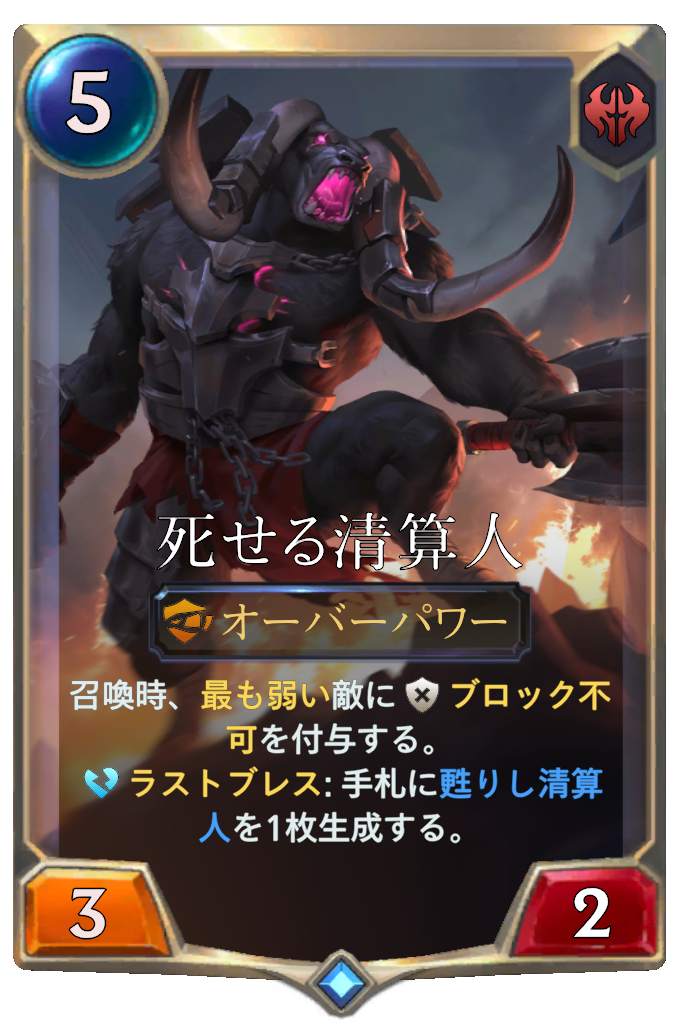 5
死せる清算人
オーバーパワー
召喚時、最も弱い敵に ブロック不
可を付与する。
ラストブレス: 手札に甦りし清算
人を1枚生成する。
3
2